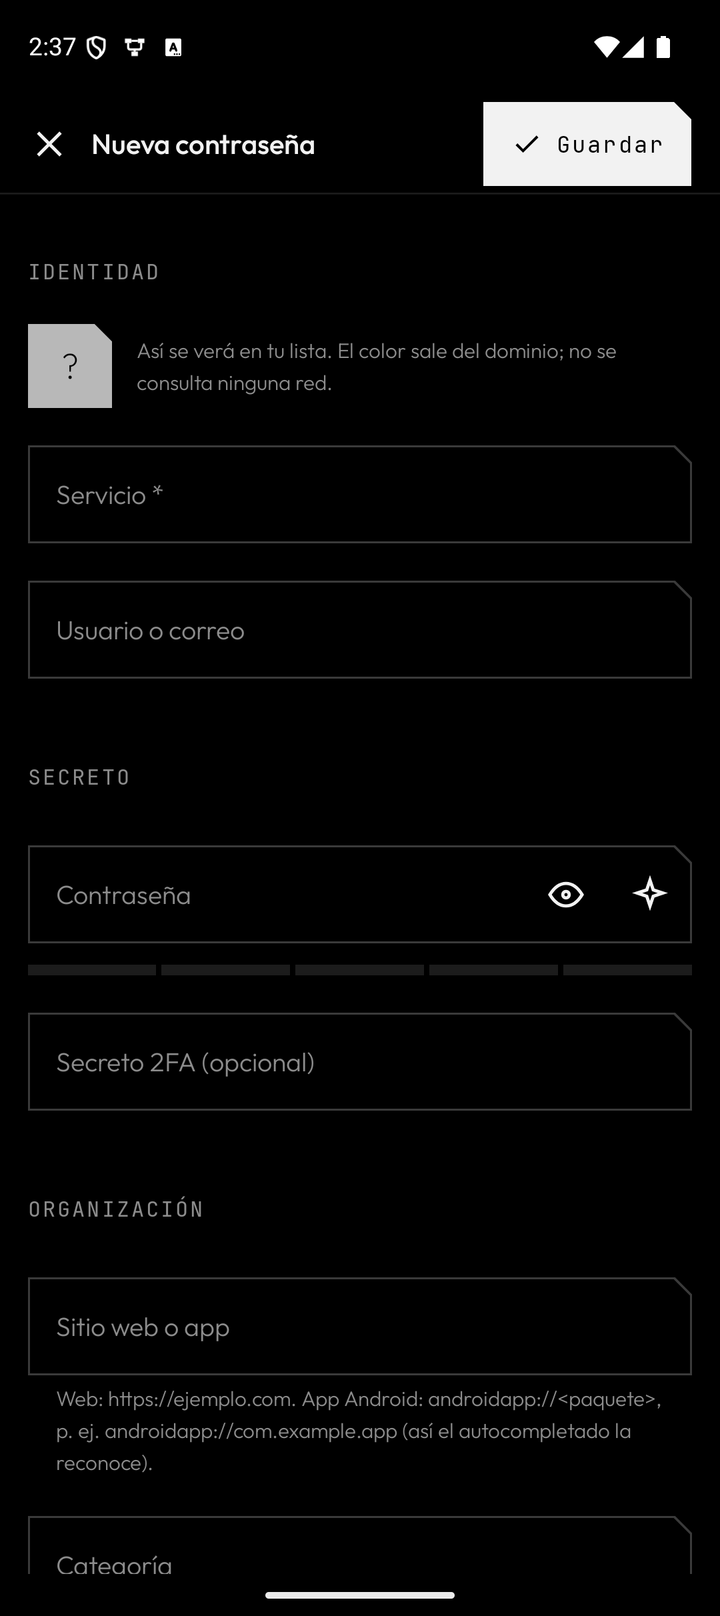 2:37
Nueva contraseña
Guardar
IDENTIDAD
?
Así se verá en tu lista. El color sale del dominio; no se
consulta ninguna red.
Servicio *
Usuario o correo
SECRETO
Contraseña
Secreto 2FA (opcional)
ORGANIZACIÓN
Sitio web o app
Web: https://ejemplo.com. App Android: androidapp://<paquete>,
p. ej. androidapp://com.example.app (así el autocompletado la
reconoce).
Categoría